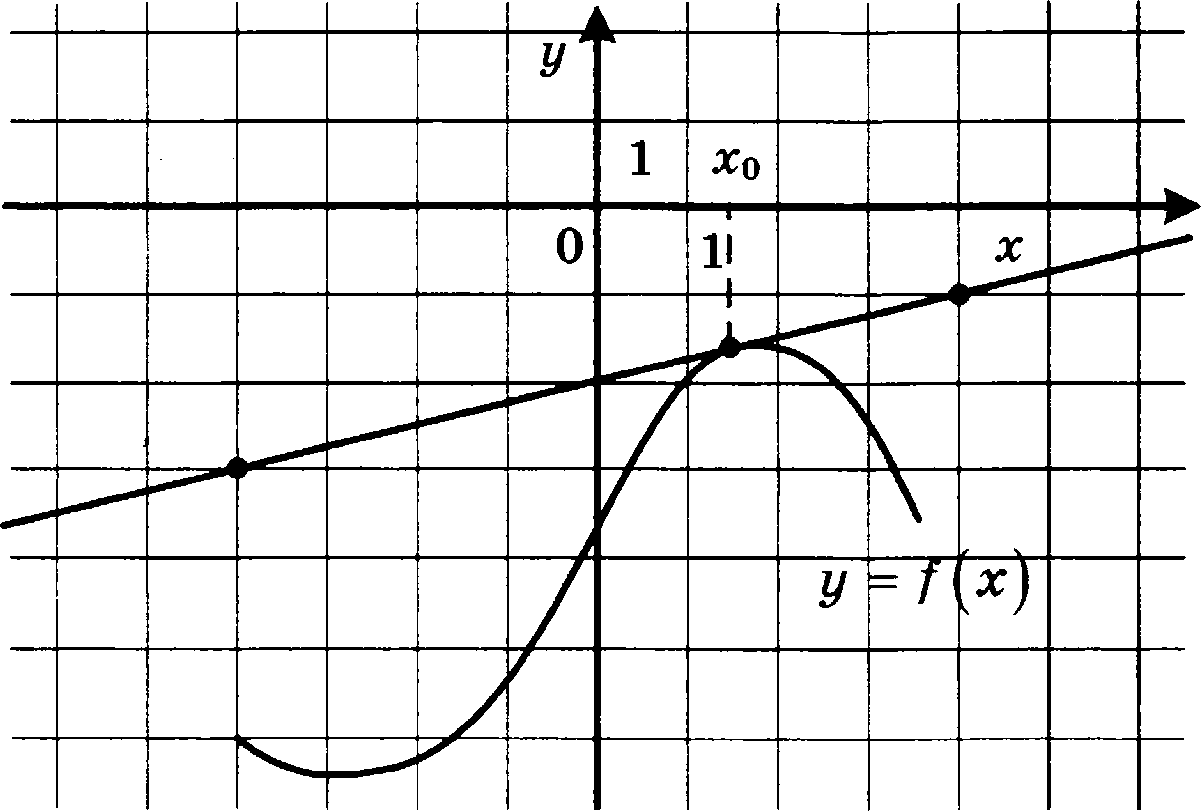 y
1 x₀
0 1 x
y = f(x)